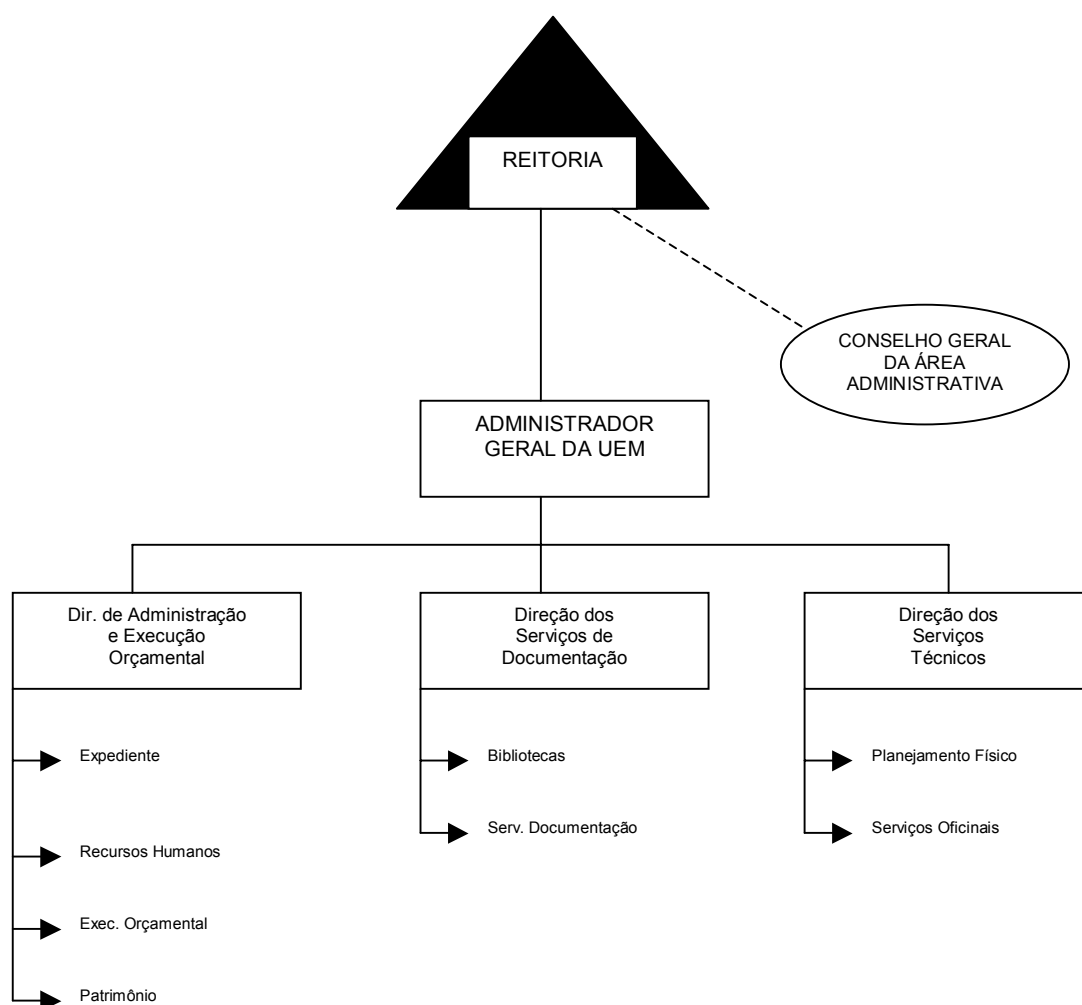 REITORIA
CONSELHO GERAL
DA ÁREA
ADMINISTRATIVA
ADMINISTRADOR
GERAL DA UEM
Dir. de Administração
e Execução
Orçamental
Direção dos
Serviços de
Documentação
Direção dos
Serviços
Técnicos
Expediente
Recursos Humanos
Exec. Orçamental
Patrimônio
Bibliotecas
Serv. Documentação
Planejamento Físico
Serviços Oficinais